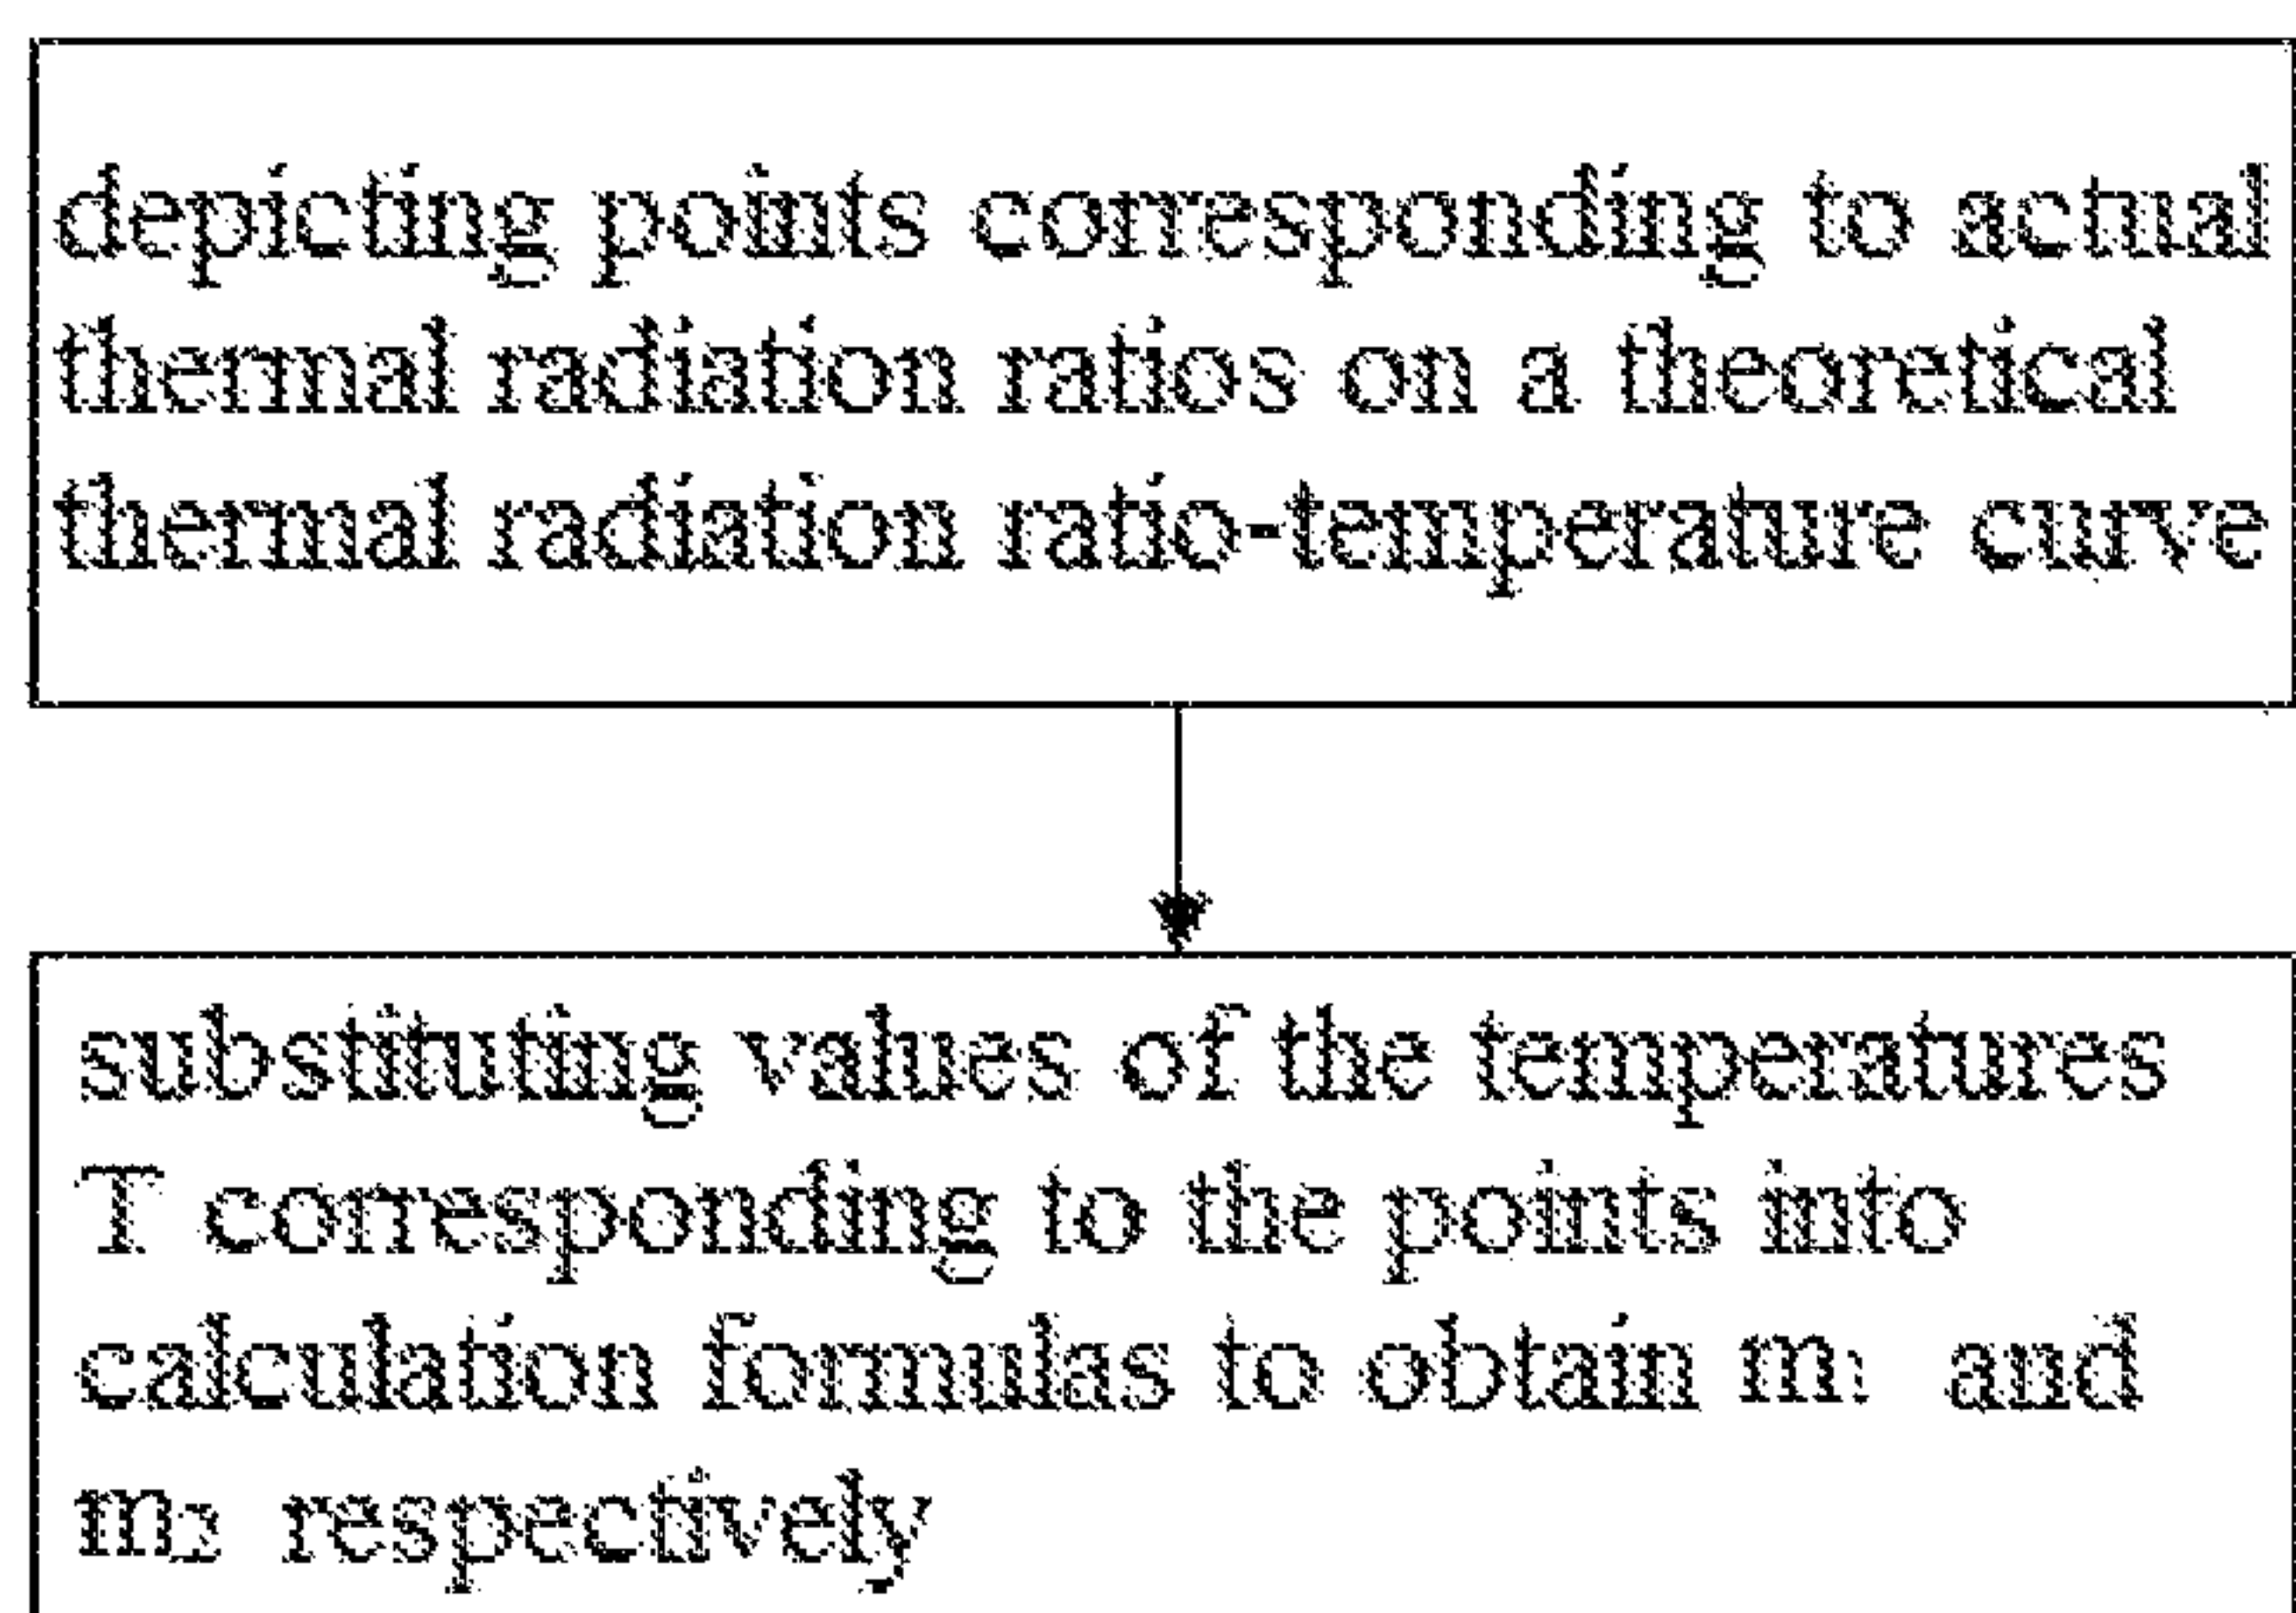 depicting points corresponding to actual
thermal radiation ratios on a theoretical
thermal radiation ratio-temperature curve
substituting values of the temperatures
T corresponding to the points into
calculation formulas to obtain m₁ and
m₂ respectively